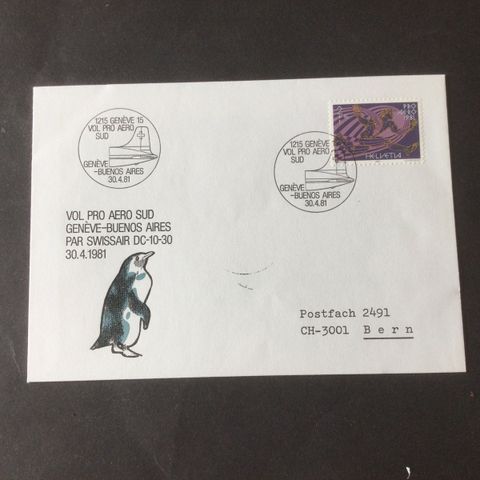 1215 GENÈVE 15
VOL PRO AERO
SUD
GENÈVE
-BUENOS AIRES
30.4.81
1215 GENÈVE 15
VOL PRO AERO
SUD
GENÈVE
-BUENOS AIRES
30.4.81
PRO
AERO
1981
HELVETIA
VOL PRO AERO SUD
GENÈVE-BUENOS AIRES
PAR SWISSAIR DC-10-30
30.4.1981
Postfach 2491
CH-3001 Bern